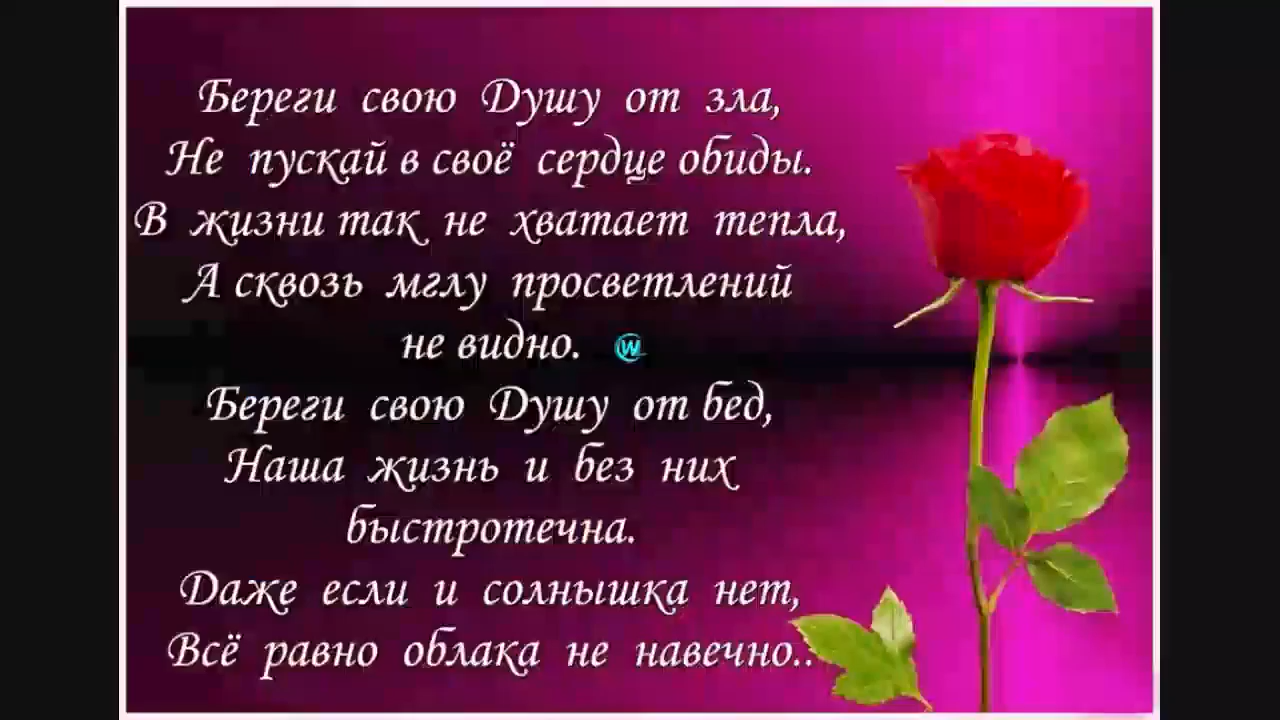 Береги свою Душу от зла,
Не пускай в своё сердце обиды.
В жизни так не хватает тепла,
А сквозь мглу просветлений
не видно. W
Береги свою Душу от бед,
Наша жизнь и без них
быстротечна.
Даже если и солнышка нет,
Всё равно облака не навечно..